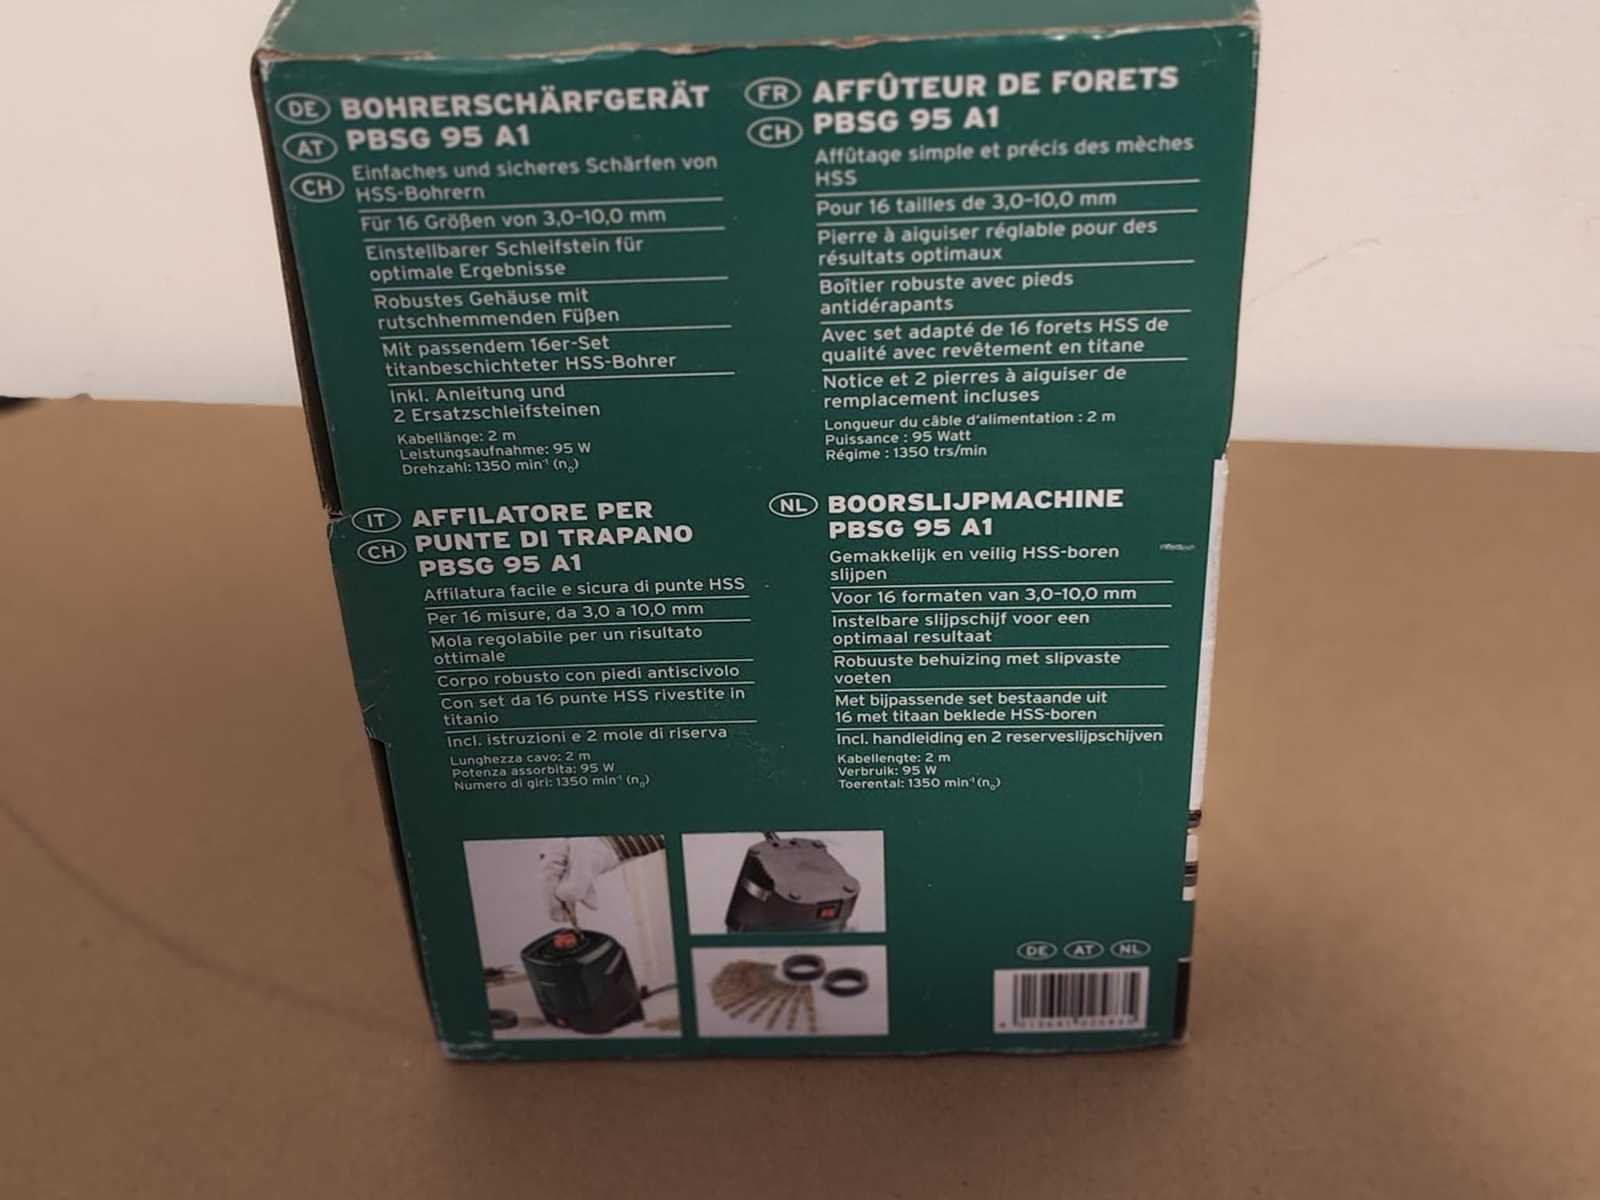 DE BOHRERSCHÄRFGERÄT
AT PBSG 95 A1
CH Einfaches und sicheres Schärfen von
HSS-Bohrern
Für 16 Größen von 3,0-10,0 mm
Einstellbarer Schleifstein für
optimale Ergebnisse
Robustes Gehäuse mit
rutschhemmenden Füßen
Mit passendem 16er-Set
titanbeschichteter HSS-Bohrer
Inkl. Anleitung und
2 Ersatzschleifsteinen
Kabellänge: 2 m
Leistungsaufnahme: 95 W
Drehzahl: 1350 min⁻¹ (n₀)
FR AFFÛTEUR DE FORETS
CH PBSG 95 A1
Affûtage simple et précis des mèches
HSS
Pour 16 tailles de 3,0-10,0 mm
Pierre à aiguiser réglable pour des
résultats optimaux
Boîtier robuste avec pieds
antidérapants
Avec set adapté de 16 forets HSS de
qualité avec revêtement en titane
Notice et 2 pierres à aiguiser de
remplacement incluses
Longueur du câble d'alimentation : 2 m
Puissance : 95 Watt
Régime : 1350 trs/min
IT AFFILATORE PER
CH PUNTE DI TRAPANO
PBSG 95 A1
Affilatura facile e sicura di punte HSS
Per 16 misure, da 3,0 a 10,0 mm
Mola regolabile per un risultato
ottimale
Corpo robusto con piedi antiscivolo
Con set da 16 punte HSS rivestite in
titanio
Incl. istruzioni e 2 mole di riserva
Lunghezza cavo: 2 m
Potenza assorbita: 95 W
Numero di giri: 1350 min⁻¹ (n₀)
NL BOORSLIJPMACHINE
PBSG 95 A1
Gemakkelijk en veilig HSS-boren
slijpen
Voor 16 formaten van 3,0-10,0 mm
Instelbare slijpschijf voor een
optimaal resultaat
Robuuste behuizing met slipvaste
voeten
Met bijpassende set bestaande uit
16 met titaan beklede HSS-boren
Incl. handleiding en 2 reserveslijpschijven
Kabellengte: 2 m
Verbruik: 95 W
Toerental: 1350 min⁻¹ (n₀)
DE AT NL